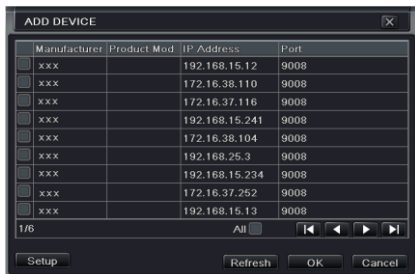 ADD DEVICE
Manufacturer Product Mod IP Address Port
xxx 192.168.15.12 9008
xxx 172.16.38.110 9008
xxx 172.16.37.116 9008
xxx 192.168.15.241 9008
xxx 172.16.38.104 9008
xxx 192.168.25.3 9008
xxx 192.168.15.234 9008
xxx 172.16.37.252 9008
xxx 192.168.15.13 9008
1/6 All
Setup Refresh OK Cancel